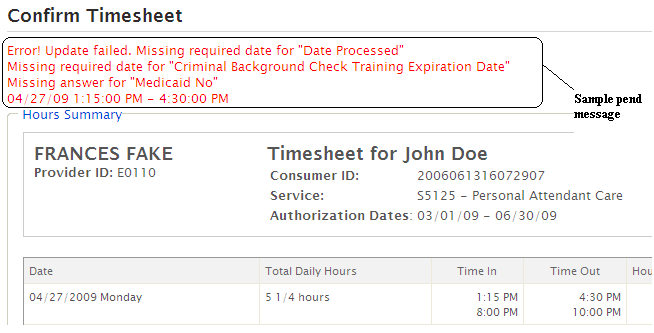 Confirm Timesheet
Error! Update failed. Missing required date for "Date Processed"
Missing required date for "Criminal Background Check Training Expiration Date"
Missing answer for "Medicaid No"
04/27/09 1:15:00 PM - 4:30:00 PM
Sample pend
message
Hours Summary
FRANCES FAKE
Provider ID: E0110
Timesheet for John Doe
Consumer ID: 2006061316072907
Service: S5125 - Personal Attendant Care
Authorization Dates: 03/01/09 - 06/30/09
Date Total Daily Hours Time In Time Out Hou
04/27/2009 Monday 5 1/4 hours 1:15 PM 4:30 PM
8:00 PM 10:00 PM